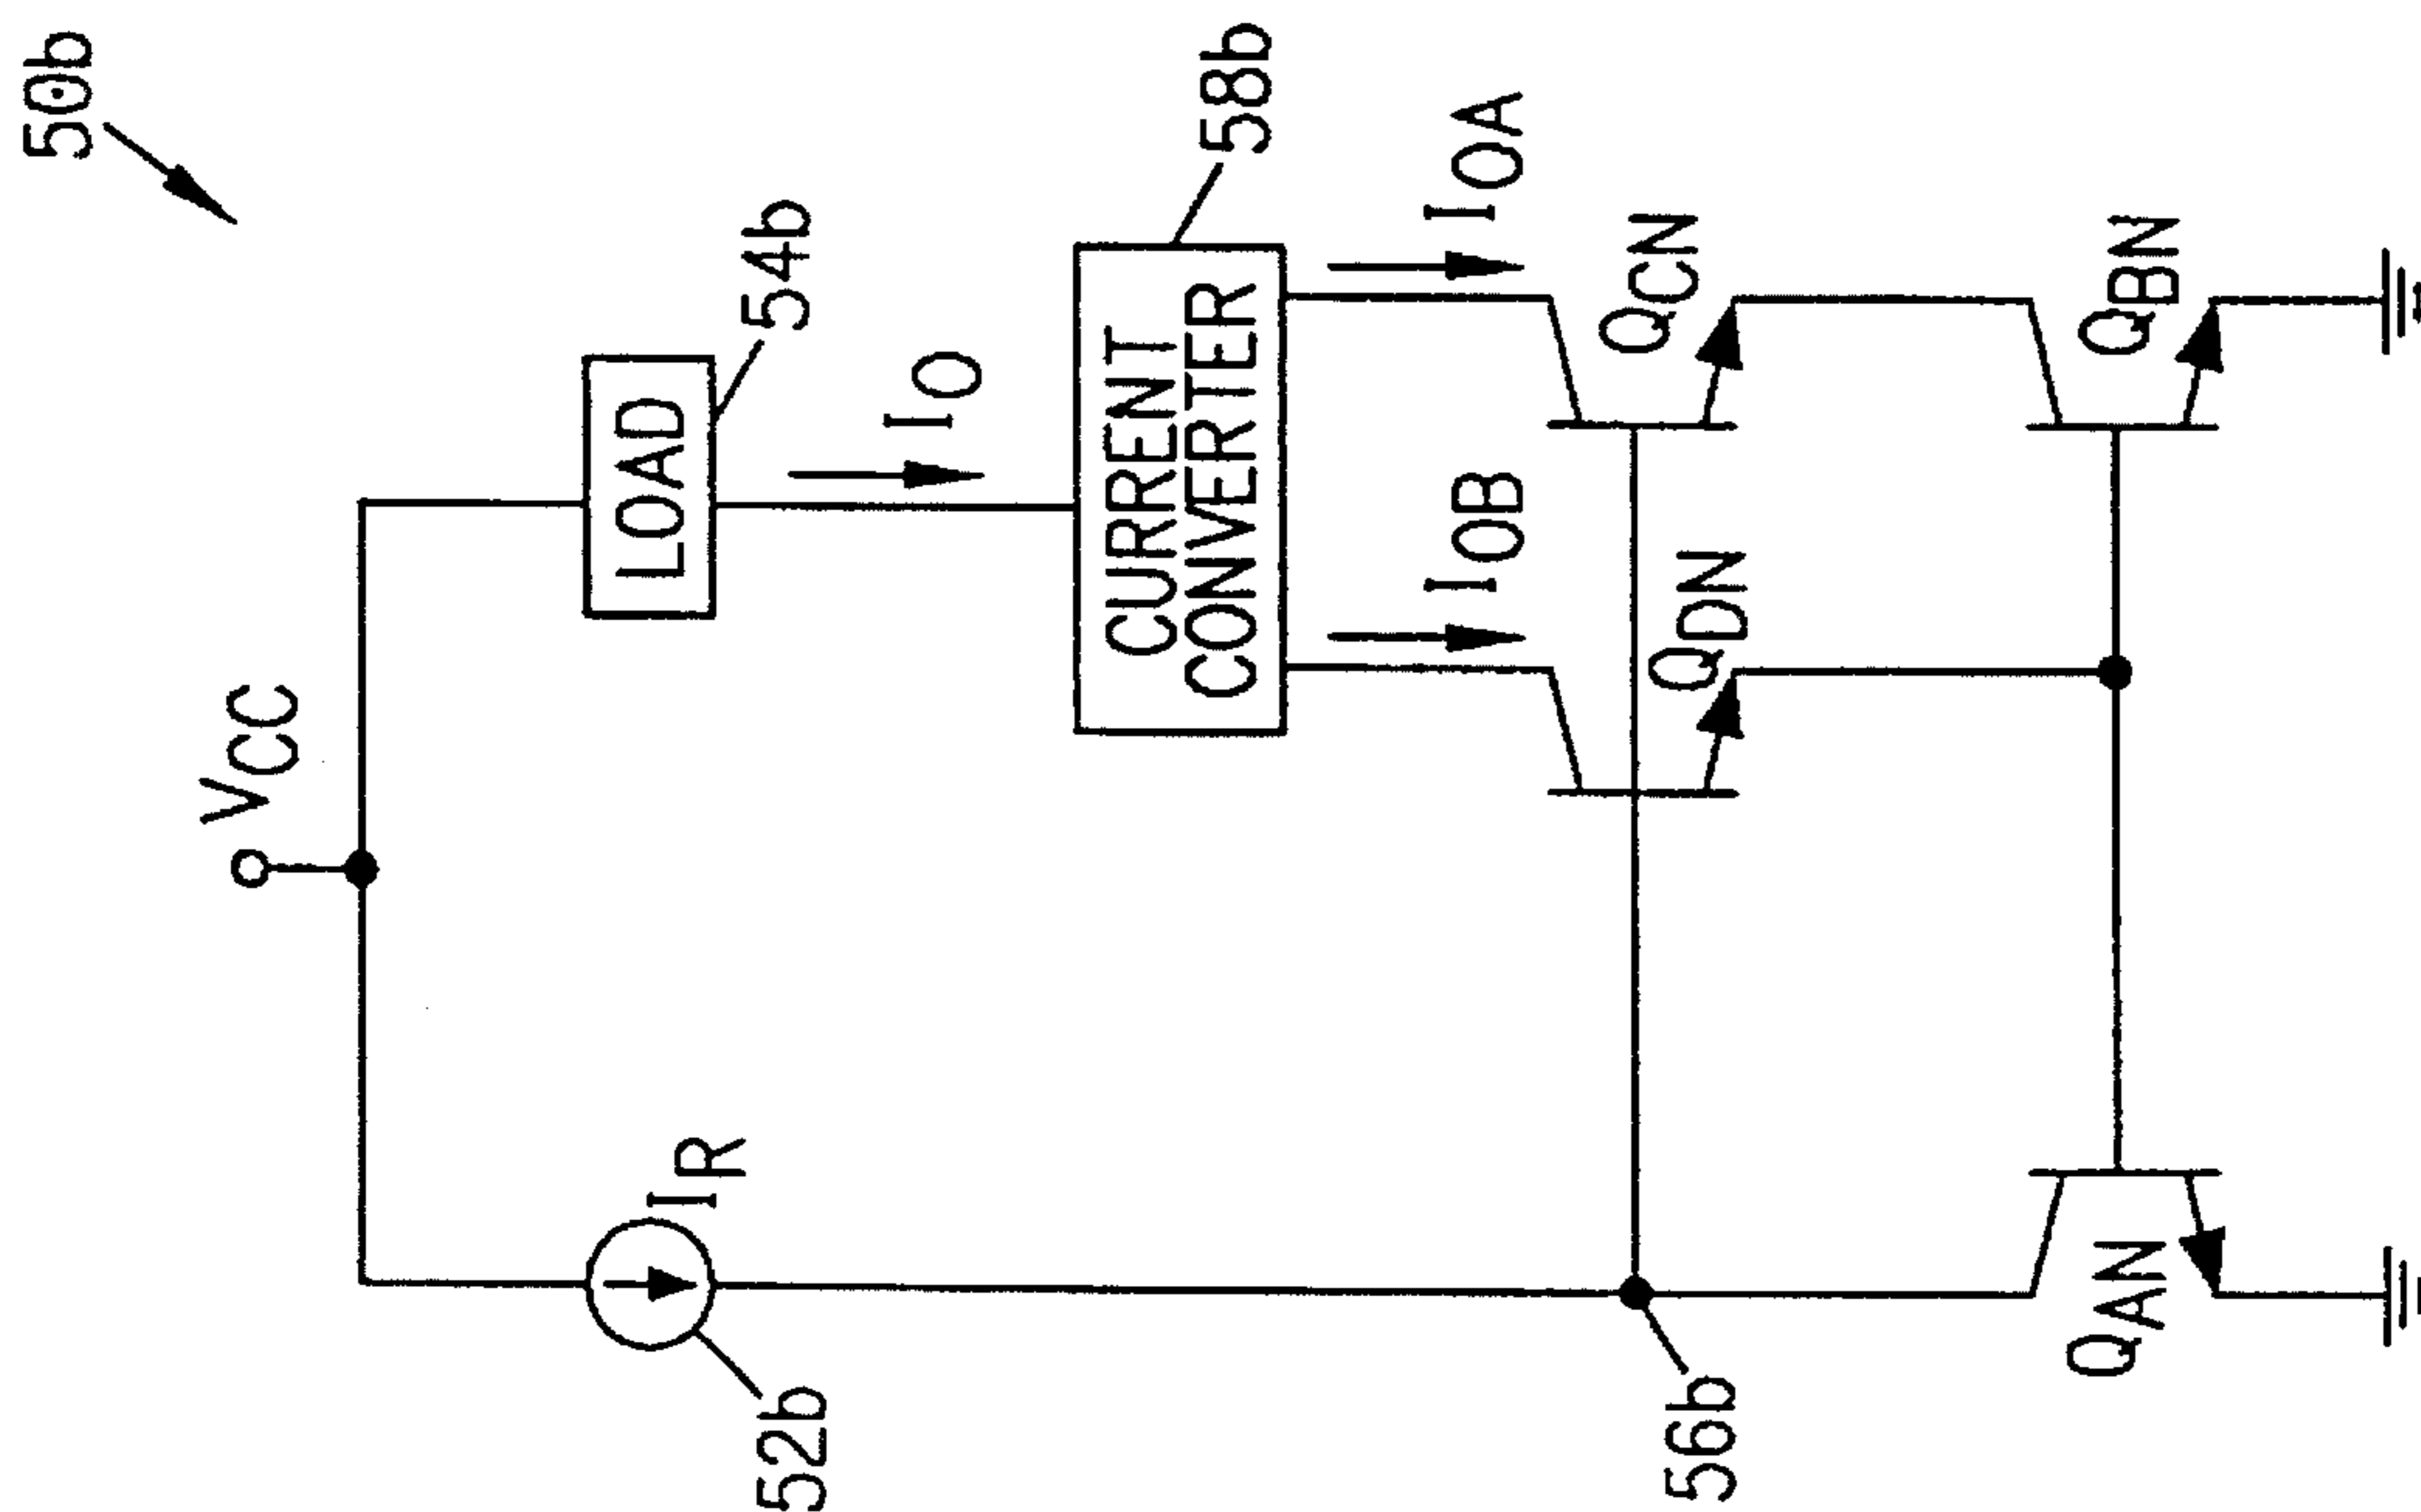 50b
VCC
52b
IR
LOAD
54b
IO
CURRENT
CONVERTER
58b
IOB
IOA
56b
QDN
QCN
QAN
QBN